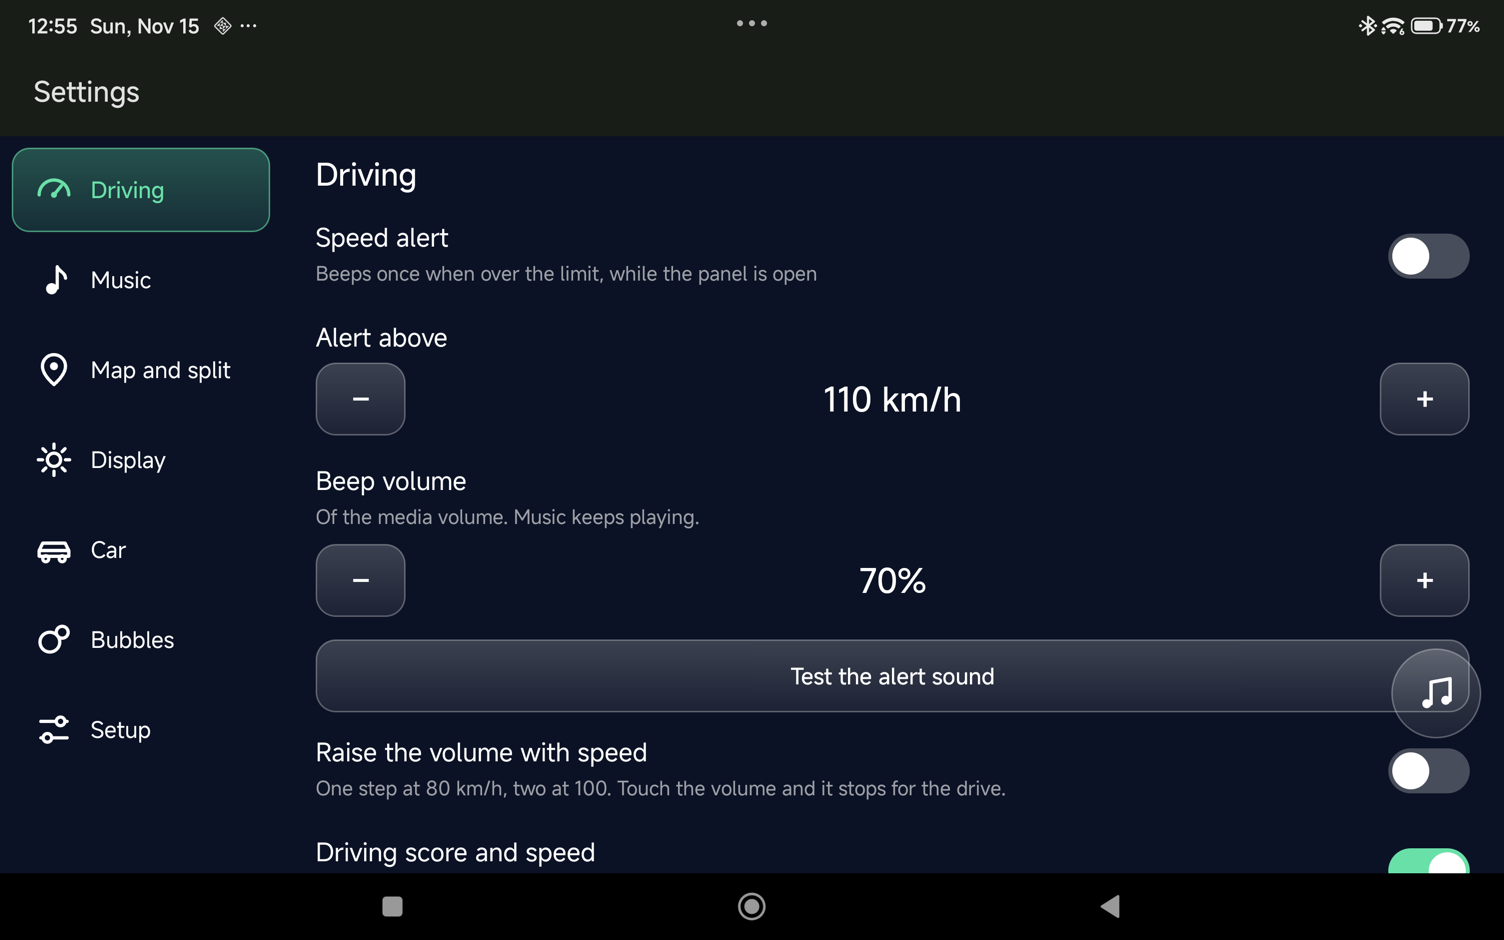 12:55 Sun, Nov 15 ...
77%
Settings
Driving
Music
Map and split
Display
Car
Bubbles
Setup
Driving
Speed alert
Beeps once when over the limit, while the panel is open
Alert above
− 110 km/h +
Beep volume
Of the media volume. Music keeps playing.
− 70% +
Test the alert sound
Raise the volume with speed
One step at 80 km/h, two at 100. Touch the volume and it stops for the drive.
Driving score and speed